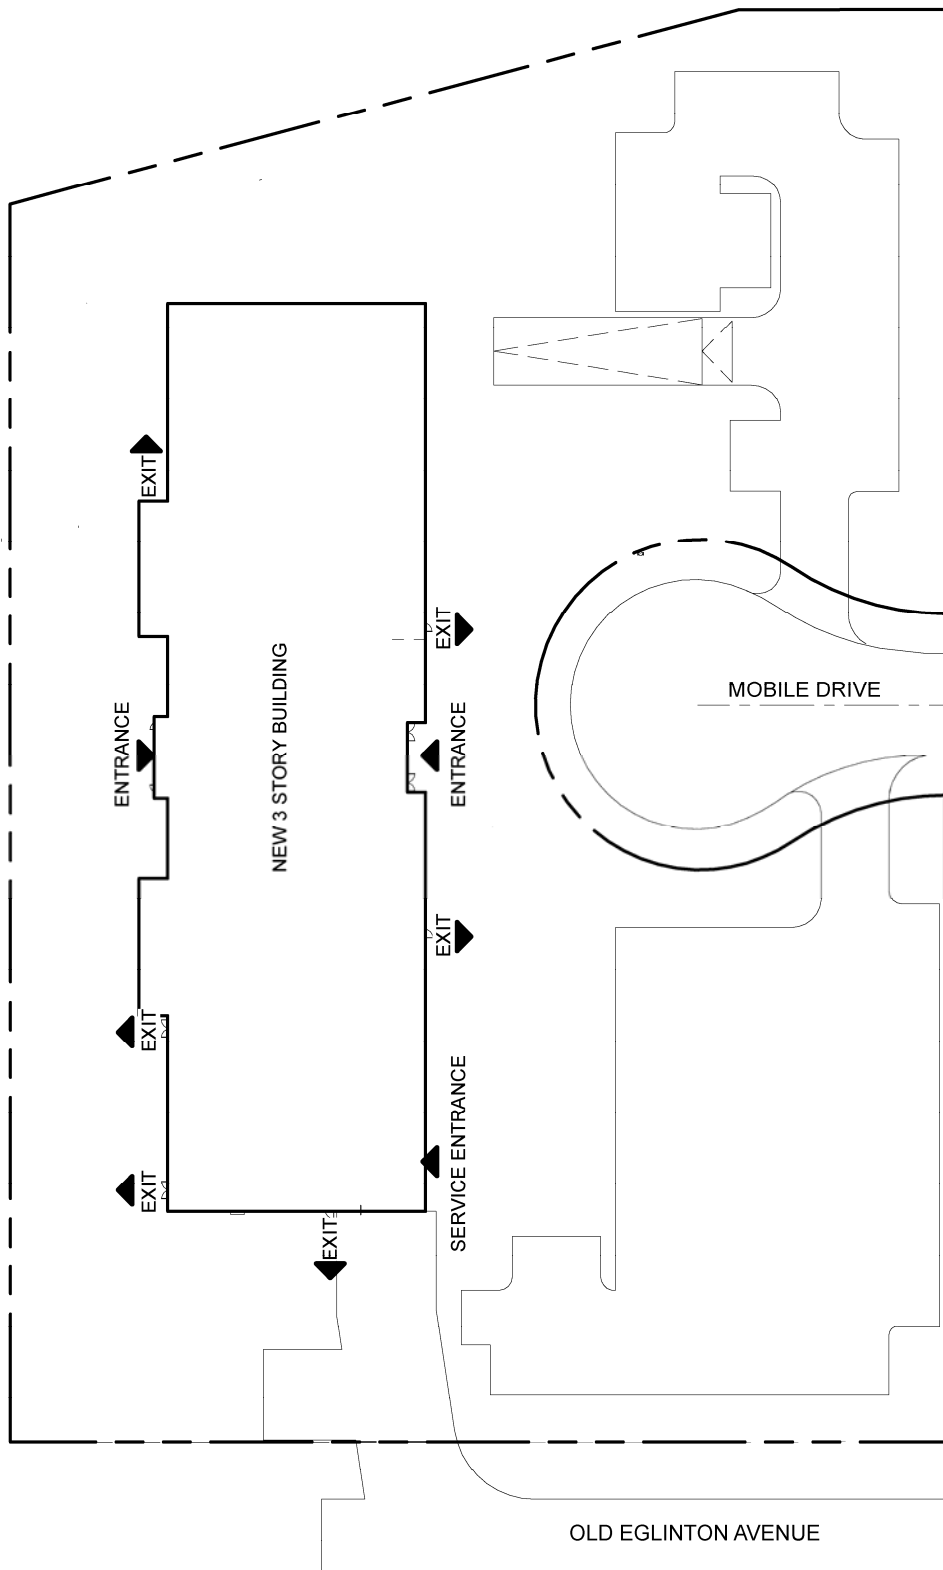 EXIT
EXIT
NEW 3 STORY BUILDING
MOBILE DRIVE
ENTRANCE
ENTRANCE
EXIT
EXIT
SERVICE ENTRANCE
EXIT
EXIT
OLD EGLINTON AVENUE